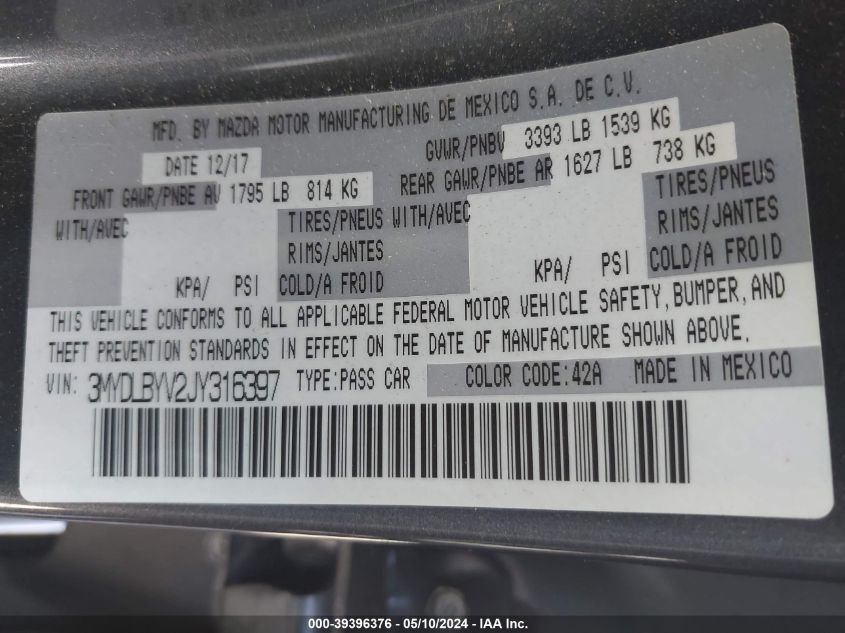 MFD. BY MAZDA MOTOR MANUFACTURING DE MEXICO S.A. DE C.V.
DATE 12/17 GVWR/PNBV 3393 LB 1539 KG
FRONT GAWR/PNBE AV 1795 LB 814 KG REAR GAWR/PNBE AR 1627 LB 738 KG
WITH/AVEC TIRES/PNEUS WITH/AVEC TIRES/PNEUS
RIMS/JANTES RIMS/JANTES
KPA/ PSI COLD/A FROID KPA/ PSI COLD/A FROID
THIS VEHICLE CONFORMS TO ALL APPLICABLE FEDERAL MOTOR VEHICLE SAFETY, BUMPER, AND
THEFT PREVENTION STANDARDS IN EFFECT ON THE DATE OF MANUFACTURE SHOWN ABOVE.
VIN: 3MYDLBYV2JY316397 TYPE:PASS CAR COLOR CODE:42A MADE IN MEXICO
000-39396376 - 05/10/2024 - IAA Inc.